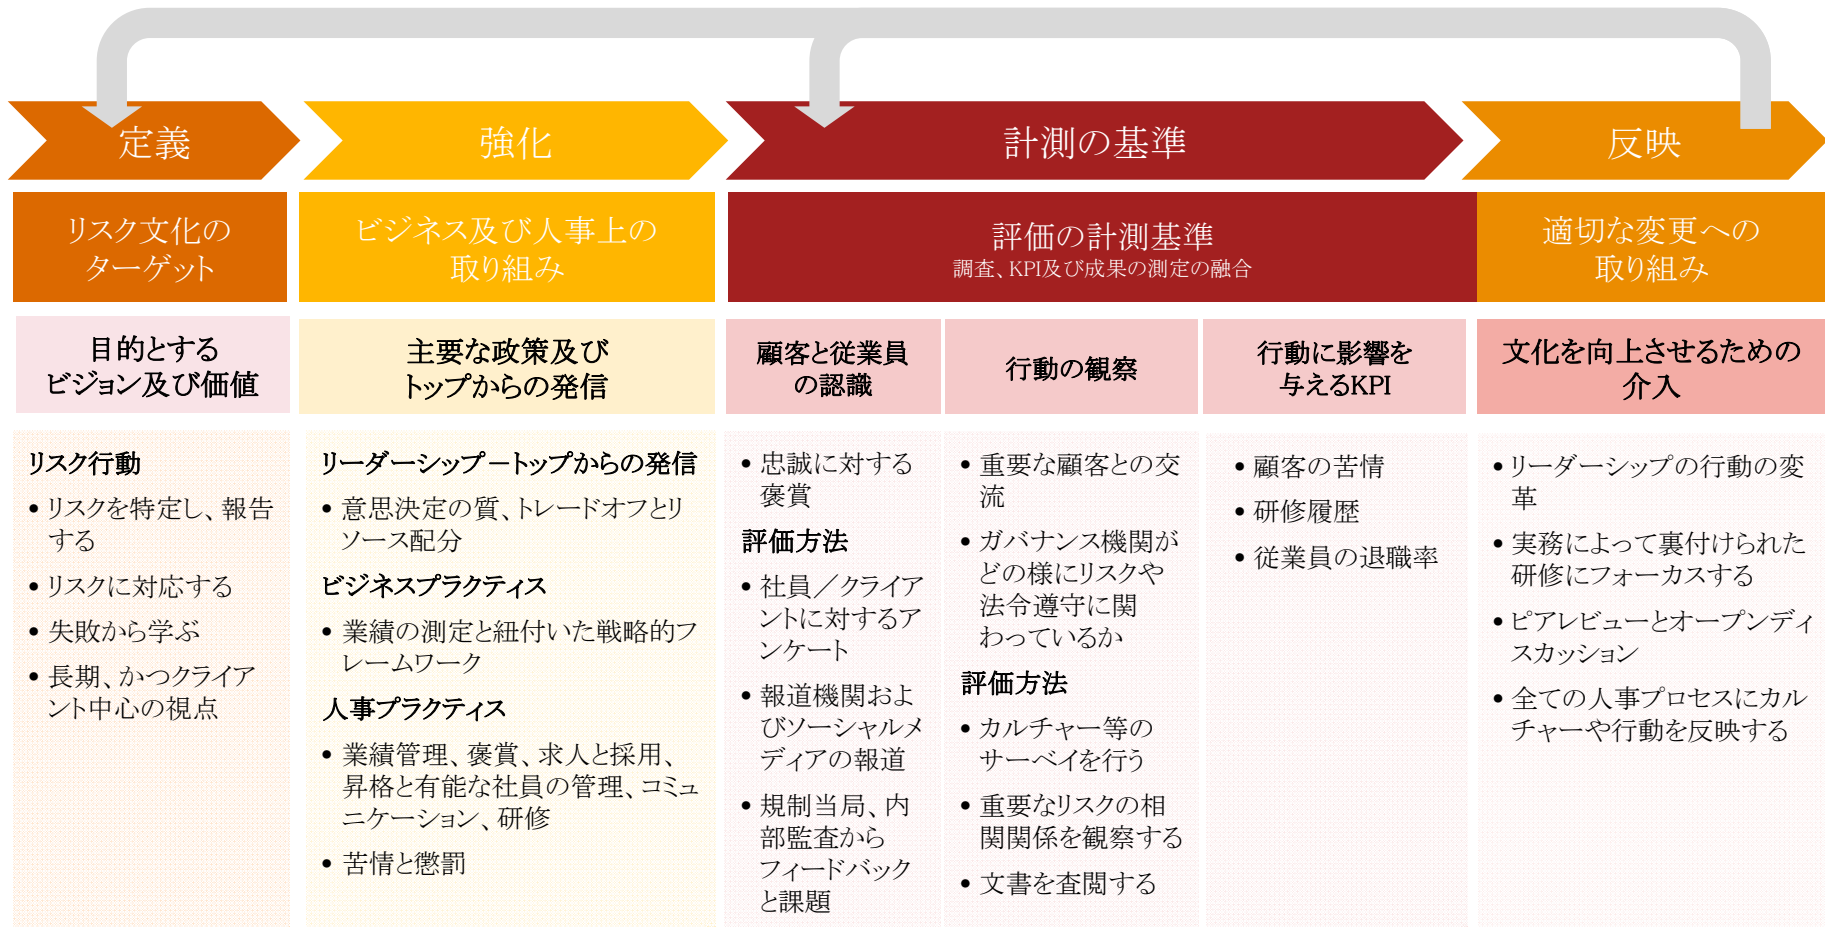 定義
強化
計測の基準
反映
リスク文化の
ターゲット
ビジネス及び人事上の
取り組み
評価の計測基準
調査、KPI及び成果の測定の融合
適切な変更への
取り組み
目的とする
ビジョン及び価値
主要な政策及び
トップからの発信
顧客と従業員
の認識
行動の観察
行動に影響を
与えるKPI
文化を向上させるための
介入
リスク行動
• リスクを特定し、報告
する
• リスクに対応する
• 失敗から学ぶ
• 長期、かつクライア
ント中心の視点
リーダーシップ－トップからの発信
• 意思決定の質、トレードオフとリ
ソース配分
ビジネスプラクティス
• 業績の測定と紐付いた戦略的フ
レームワーク
人事プラクティス
• 業績管理、褒賞、求人と採用、
昇格と有能な社員の管理、コミュ
ニケーション、研修
• 苦情と懲罰
• 忠誠に対する
褒賞
評価方法
• 社員／クライア
ントに対するア
ンケート
• 報道機関およ
びソーシャルメ
ディアの報道
• 規制当局、内
部監査から
フィードバック
と課題
• 重要な顧客との交
流
• ガバナンス機関が
どの様にリスクや
法令遵守に関
わっているか
評価方法
• カルチャー等の
サーベイを行う
• 重要なリスクの相
関関係を観察する
• 文書を査閲する
• 顧客の苦情
• 研修履歴
• 従業員の退職率
• リーダーシップの行動の変
革
• 実務によって裏付けられた
研修にフォーカスする
• ピアレビューとオープンディ
スカッション
• 全ての人事プロセスにカル
チャーや行動を反映する